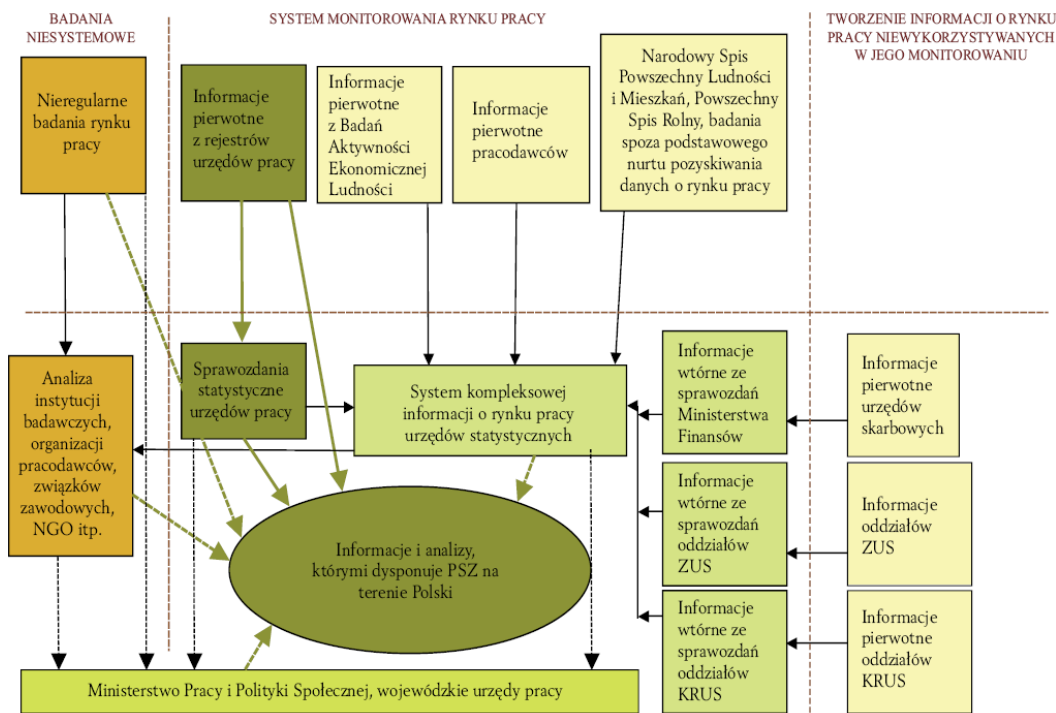 BADANIA
NIESYSTEMOWE
SYSTEM MONITOROWANIA RYNKU PRACY
TWORZENIE INFORMACJI O RYNKU
PRACY NIEWYKORZYSTYWANYCH
W JEGO MONITOROWANIU
Nieregularne
badania rynku
pracy
Informacje
pierwotne
z rejestrów
urzędów pracy
Informacje
pierwotne
z Badań
Aktywności
Ekonomicznej
Ludności
Informacje
pierwotne
pracodawców
Narodowy Spis
Powszechny Ludności
i Mieszkań, Powszechny
Spis Rolny, badania
spoza podstawowego
nurtu pozyskiwania
danych o rynku pracy
Analiza
instytucji
badawczych,
organizacji
pracodawców,
związków
zawodowych,
NGO itp.
Sprawozdania
statystyczne
urzędów pracy
System kompleksowej
informacji o rynku pracy
urzędów statystycznych
Informacje
wtórne ze
sprawozdań
Ministerstwa
Finansów
Informacje
pierwotne
urzędów
skarbowych
Informacje
wtórne ze
sprawozdań
oddziałów
ZUS
Informacje
oddziałów
ZUS
Informacje i analizy,
którymi dysponuje PSZ na
terenie Polski
Informacje
wtórne ze
sprawozdań
oddziałów
KRUS
Informacje
pierwotne
oddziałów
KRUS
Ministerstwo Pracy i Polityki Społecznej, wojewódzkie urzędy pracy